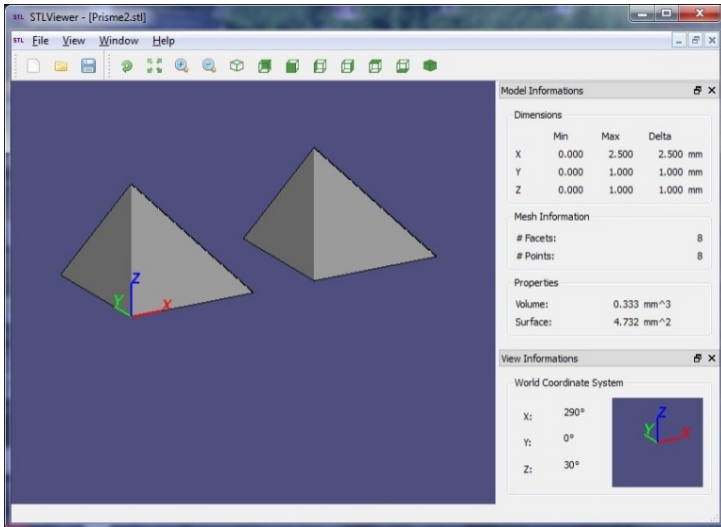 STL STLViewer - [Prisme2.stl]
STL File View Window Help
Model Informations
Dimensions
Min Max Delta
X 0.000 2.500 2.500 mm
Y 0.000 1.000 1.000 mm
Z 0.000 1.000 1.000 mm
Mesh Information
# Facets: 8
# Points: 8
Properties
Volume: 0.333 mm^3
Surface: 4.732 mm^2
Z
Y X
View Informations
World Coordinate System
X: 290°
Y: 0°
Z: 30°
Z
Y X